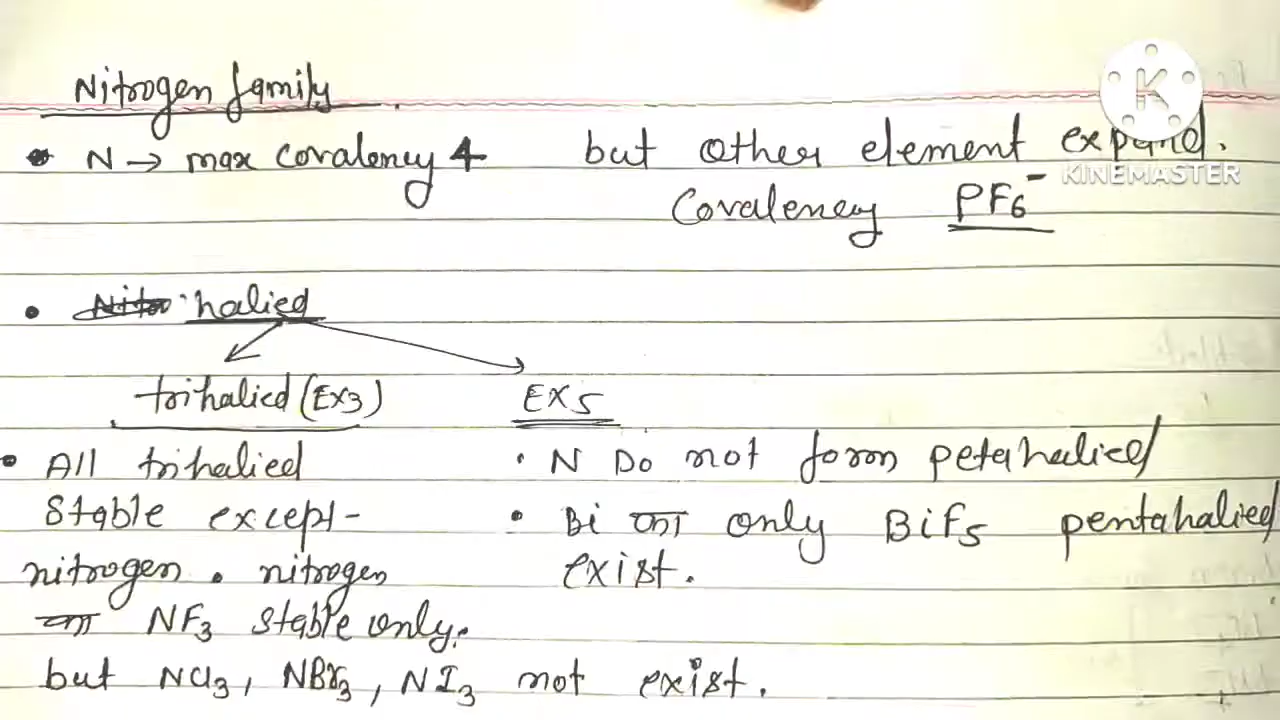 Nitrogen family
N → max covalency 4 but other element expand.
KINEMASTER
Covalency PF6-
halied
trihalied (EX3) EX5
• All trihalied • N Do not form petahalied
Stable except- • Bi का only BiF5 pentahalied
nitrogen . nitrogen exist.
का NF3 stable only.
but NCl3, NBr3, NI3 not exist.